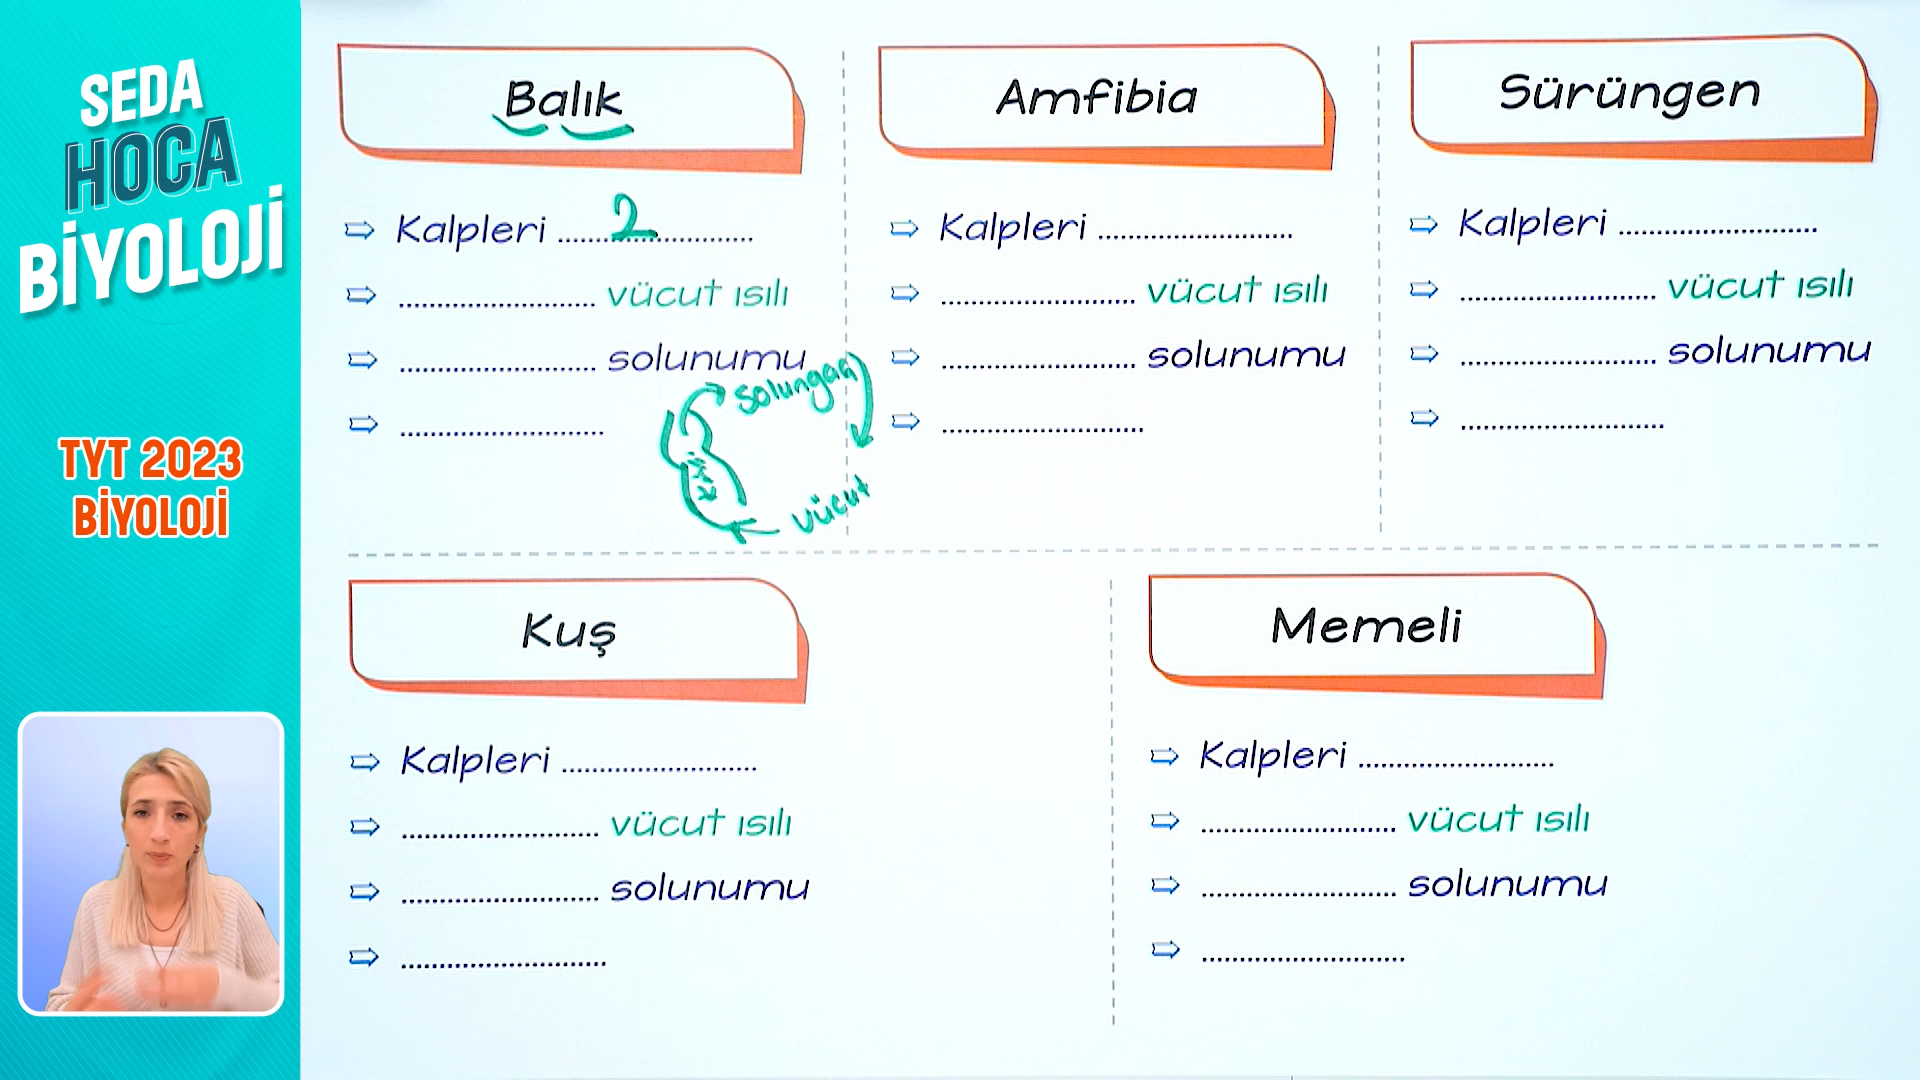 SEDA
HOCA
BİYOLOJİ
TYT 2023
BİYOLOJİ
Balık
⇨ Kalpleri ...........2..............
⇨ .......................... vücut ısılı
⇨ .......................... solunumu
⇨ ..........................
solungaç
vücut
Amfibia
⇨ Kalpleri ..........................
⇨ .......................... vücut ısılı
⇨ .......................... solunumu
⇨ ..........................
Sürüngen
⇨ Kalpleri ..........................
⇨ .......................... vücut ısılı
⇨ .......................... solunumu
⇨ ..........................
Kuş
⇨ Kalpleri ..........................
⇨ .......................... vücut ısılı
⇨ .......................... solunumu
⇨ ..........................
Memeli
⇨ Kalpleri ..........................
⇨ .......................... vücut ısılı
⇨ .......................... solunumu
⇨ ..........................